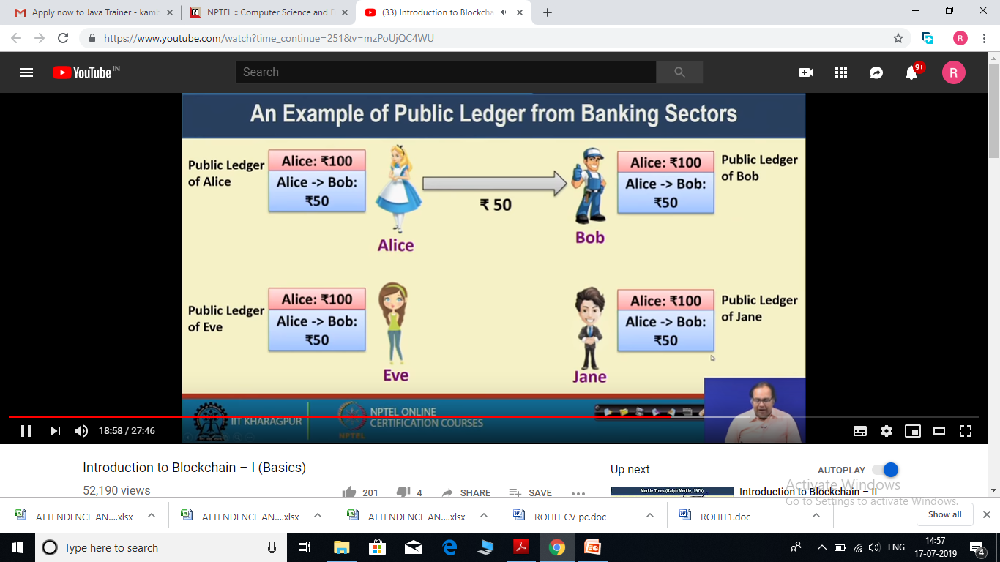 Apply now to Java Trainer - kamb
NPTEL :: Computer Science and E
(33) Introduction to Blockcha
https://www.youtube.com/watch?time_continue=251&v=mzPoUjQC4WU
R
YouTube IN
Search
9+
R
An Example of Public Ledger from Banking Sectors
Public Ledger
of Alice
Alice: ₹100
Alice -> Bob:
₹50
₹ 50
Alice
Bob
Alice: ₹100
Alice -> Bob:
₹50
Public Ledger
of Bob
Public Ledger
of Eve
Alice: ₹100
Alice -> Bob:
₹50
Eve
Jane
Alice: ₹100
Alice -> Bob:
₹50
Public Ledger
of Jane
IIT KHARAGPUR
NPTEL
NPTEL ONLINE
CERTIFICATION COURSES
18:58 / 27:46
Introduction to Blockchain – I (Basics)
52,190 views
201
4
SHARE
SAVE
Up next
AUTOPLAY
Merkle Trees (Ralph Merkle, 1979)
Introduction to Blockchain – II
Activate Windows
Go to Settings to activate Windows.
ATTENDENCE AN....xlsx
ATTENDENCE AN....xlsx
ATTENDENCE AN....xlsx
ROHIT CV pc.doc
ROHIT1.doc
Show all
Type here to search
ENG
14:57
17-07-2019
4